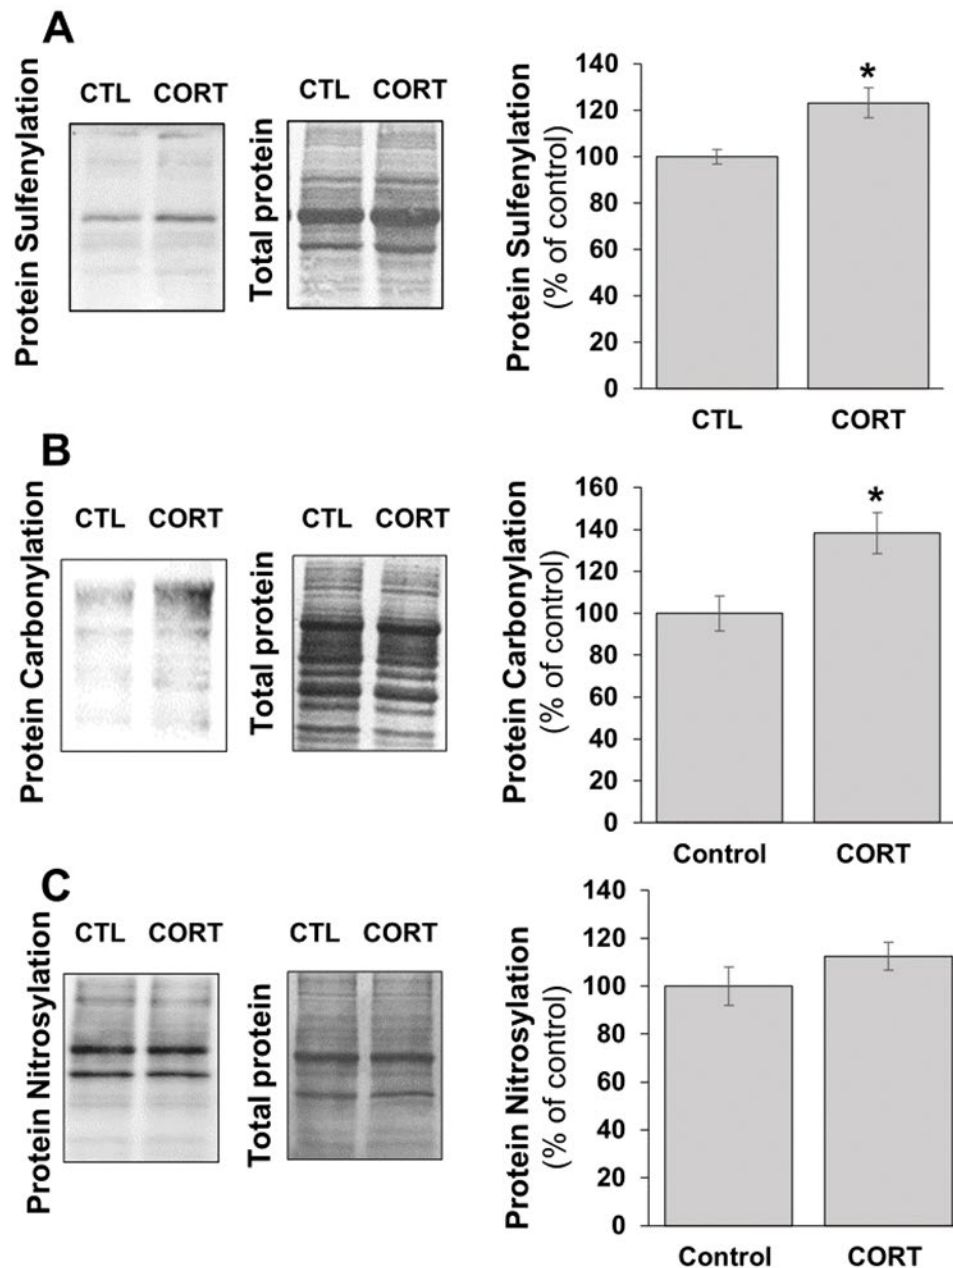 A
Protein Sulfenylation
CTL CORT
Total protein
CTL CORT
Protein Sulfenylation
(% of control)
140
120
100
80
60
40
20
0
*
CTL CORT
B
Protein Carbonylation
CTL CORT
Total protein
CTL CORT
Protein Carbonylation
(% of control)
160
140
120
100
80
60
40
20
0
*
Control CORT
C
Protein Nitrosylation
CTL CORT
Total protein
CTL CORT
Protein Nitrosylation
(% of control)
140
120
100
80
60
40
20
0
Control CORT